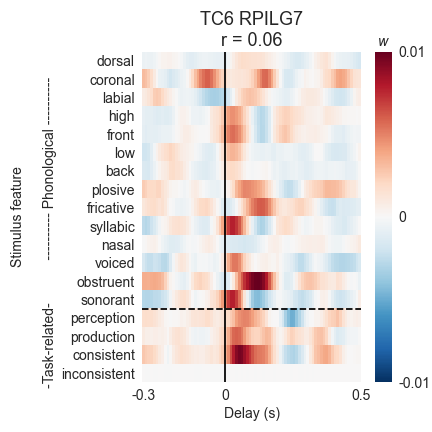 TC6 RPILG7
r = 0.06
w
dorsal
coronal
labial
high
front
low
back
plosive
fricative
syllabic
nasal
voiced
obstruent
sonorant
perception
production
consistent
inconsistent
Stimulus feature
-Task-related- ---------- Phonological ----------
0.01
0
-0.01
-0.3
0
0.5
Delay (s)